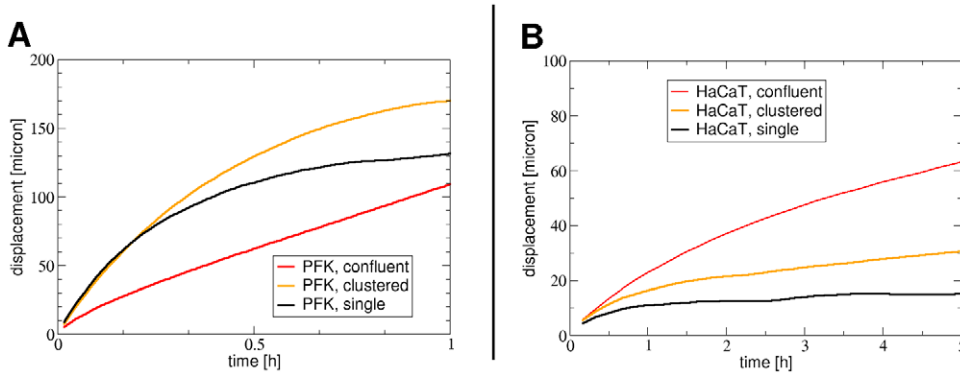 A
200
150
100
50
0
displacement [micron]
PFK, confluent
PFK, clustered
PFK, single
0
0.5
1
time [h]
B
100
80
60
40
20
0
displacement [micron]
HaCaT, confluent
HaCaT, clustered
HaCaT, single
0
1
2
3
4
5
time [h]